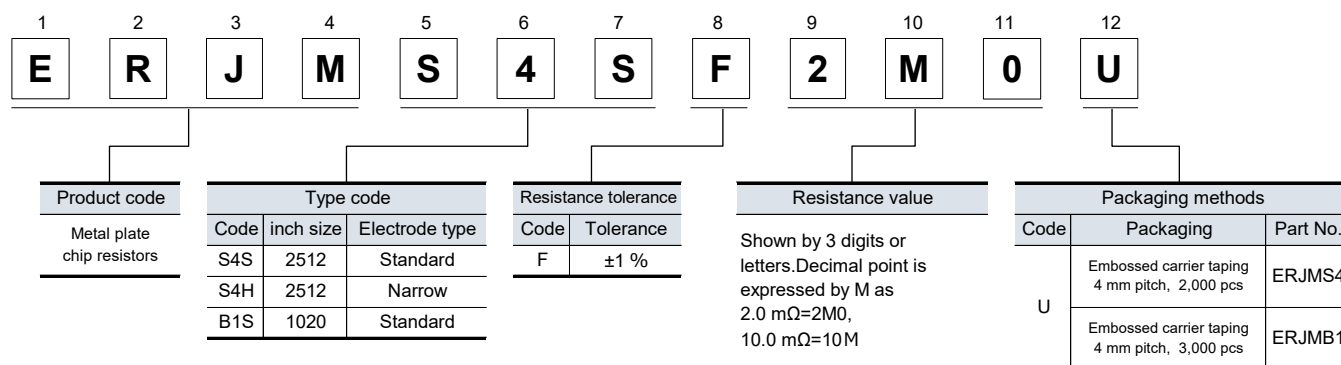 1 2 3 4 5 6 7 8 9 10 11 12
E R J M S 4 S F 2 M 0 U
Product code
Metal plate
chip resistors
Type code
Code inch size Electrode type
S4S 2512 Standard
S4H 2512 Narrow
B1S 1020 Standard
Resistance tolerance
Code Tolerance
F ±1 %
Resistance value
Shown by 3 digits or
letters.Decimal point is
expressed by M as
2.0 mΩ=2M0,
10.0 mΩ=10M
Packaging methods
Code Packaging Part No.
U
Embossed carrier taping
4 mm pitch, 2,000 pcs
ERJMS4
Embossed carrier taping
4 mm pitch, 3,000 pcs
ERJMB1